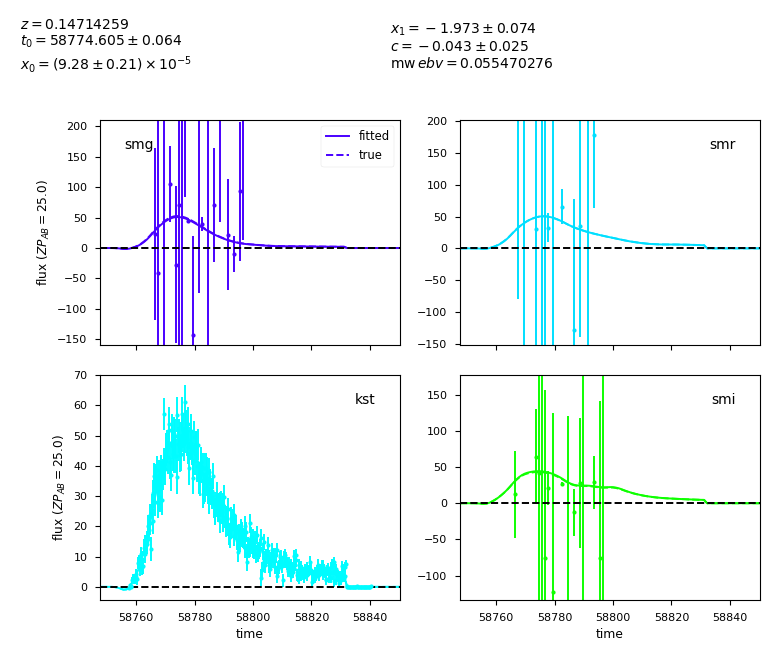 z = 0.14714259
t₀ = 58774.605 ± 0.064
x₀ = (9.28 ± 0.21) × 10⁻⁵
x₁ = −1.973 ± 0.074
c = −0.043 ± 0.025
mw ebv = 0.055470276
smg
fitted
true
200
150
100
50
0
−50
−100
−150
flux (ZP_AB = 25.0)
smr
200
150
100
50
0
−50
−100
−150
kst
70
60
50
40
30
20
10
0
flux (ZP_AB = 25.0)
58760 58780 58800 58820 58840
time
smi
150
100
50
0
−50
−100
58760 58780 58800 58820 58840
time